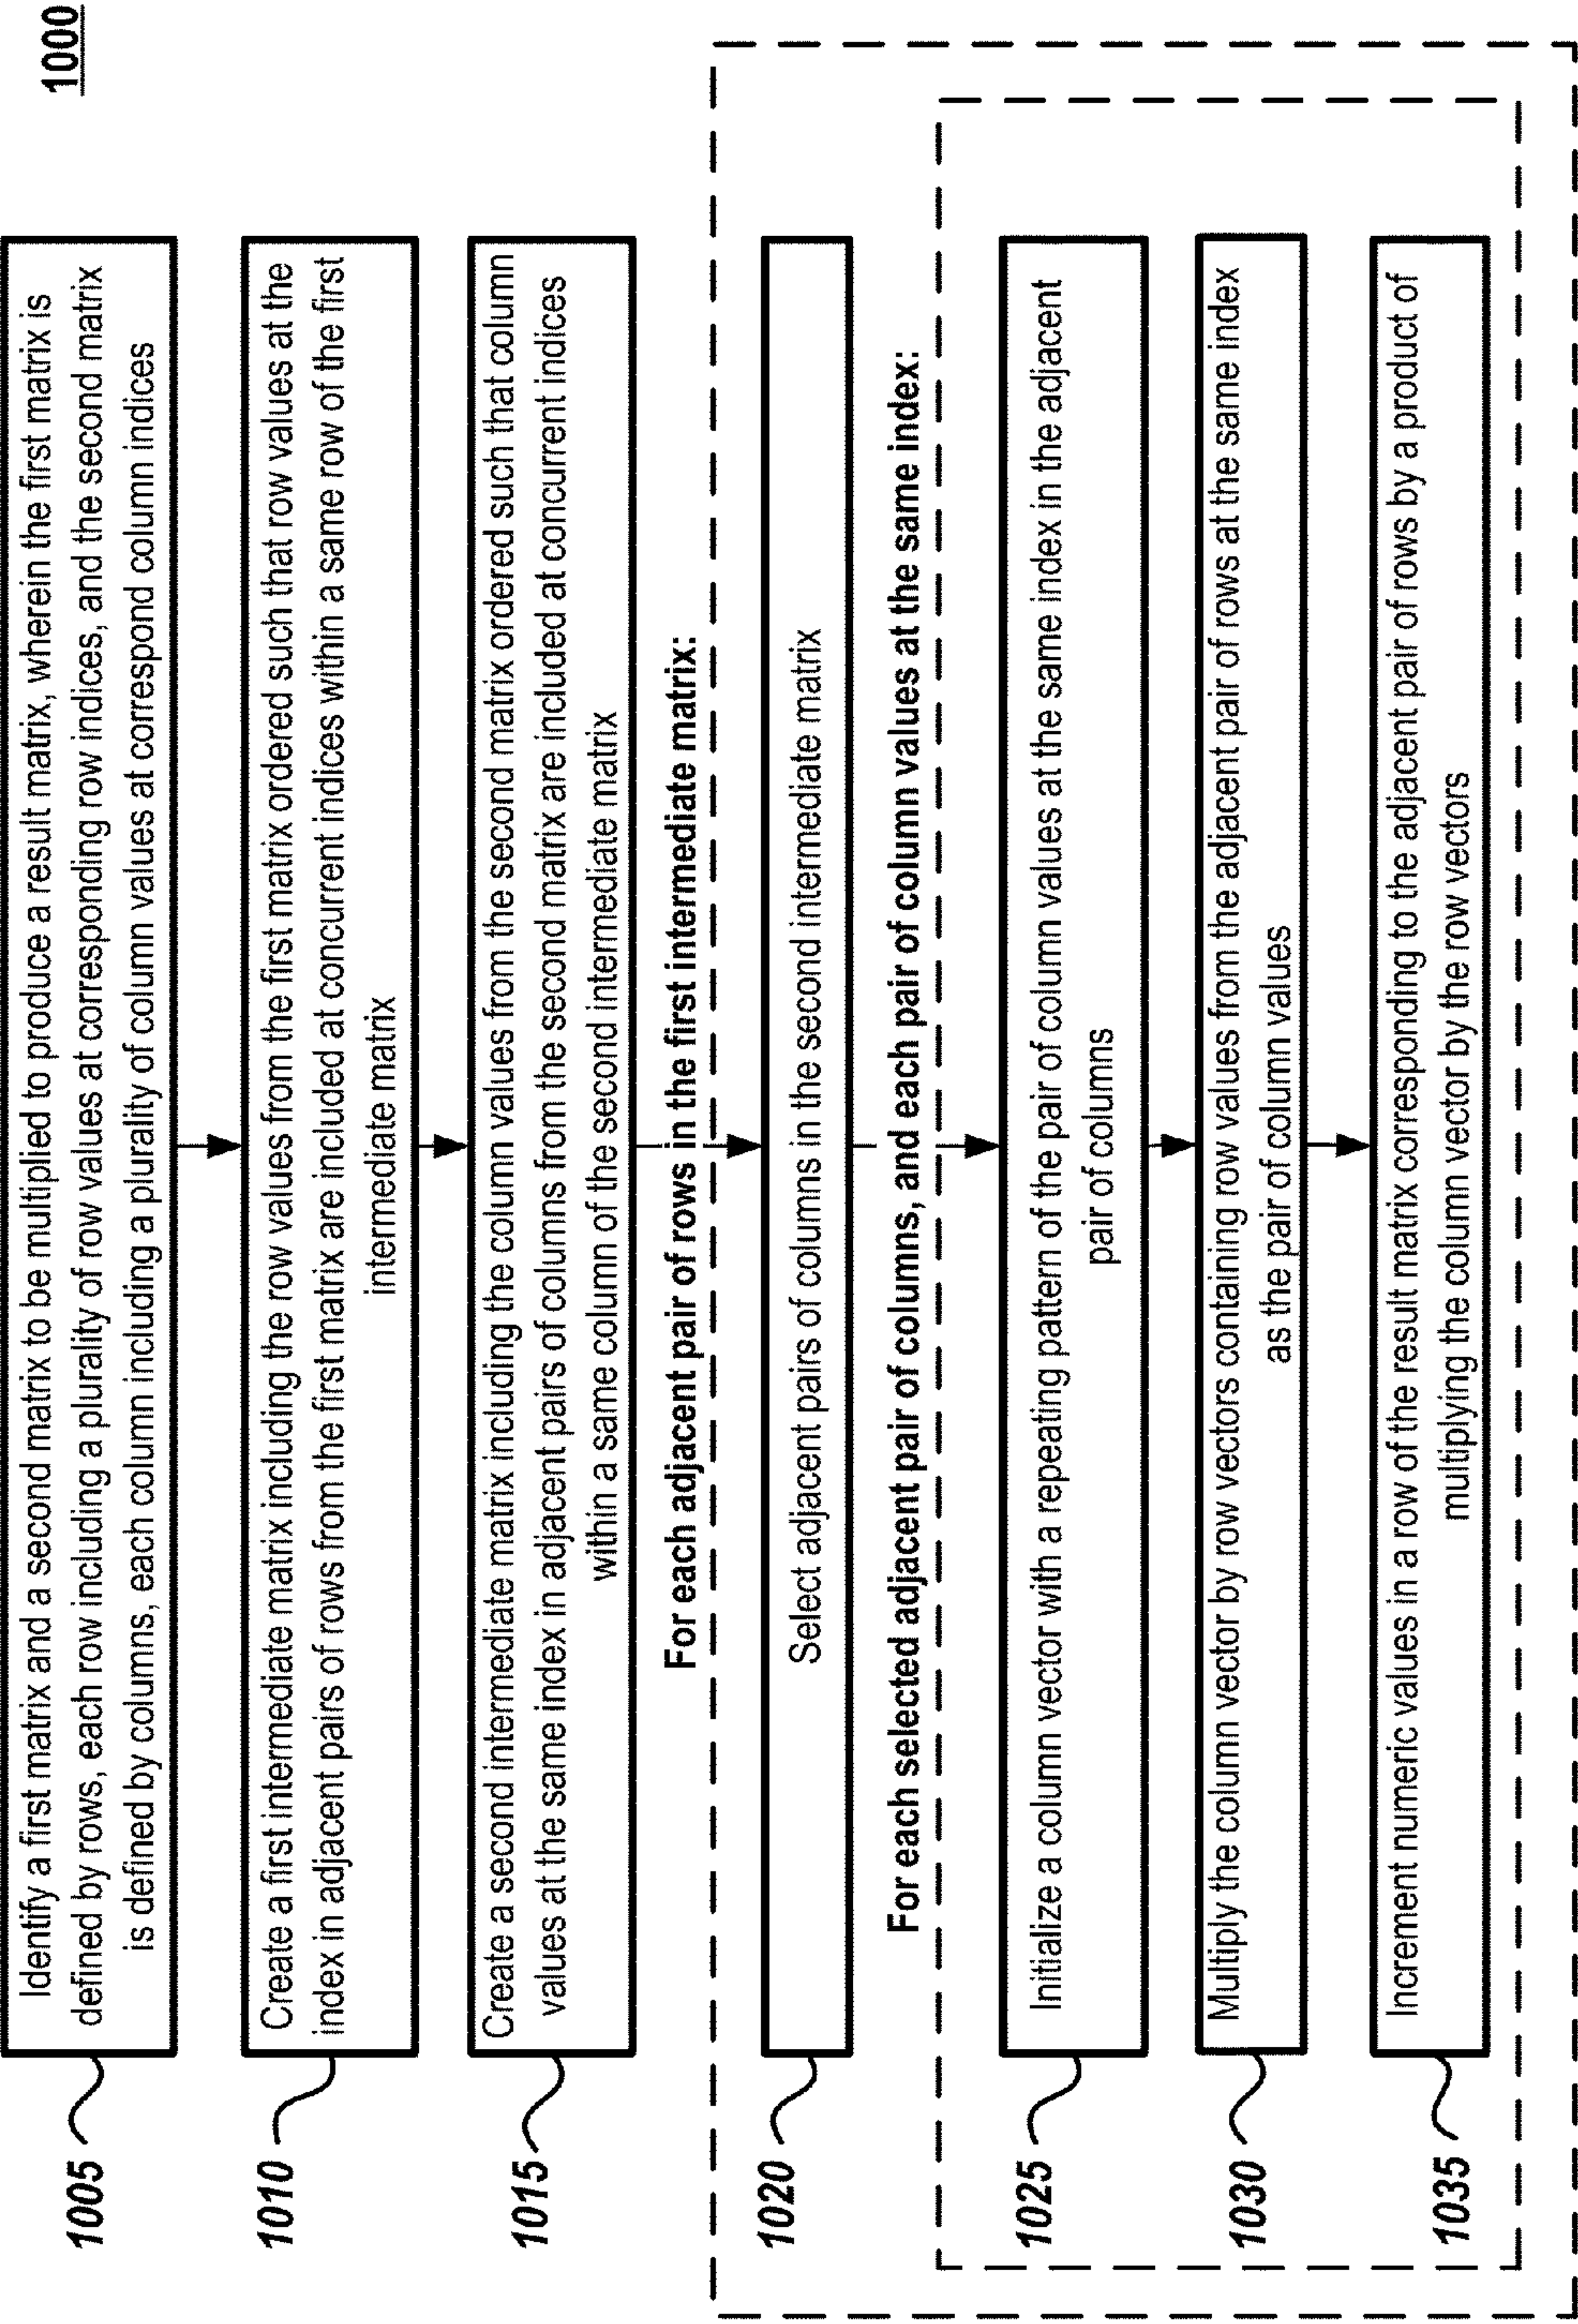 1000
1005
Identify a first matrix and a second matrix to be multiplied to produce a result matrix, wherein the first matrix is
defined by rows, each row including a plurality of row values at corresponding row indices, and the second matrix
is defined by columns, each column including a plurality of column values at correspond column indices
1010
Create a first intermediate matrix including the row values from the first matrix ordered such that row values at the
index in adjacent pairs of rows from the first matrix are included at concurrent indices within a same row of the first
intermediate matrix
1015
Create a second intermediate matrix including the column values from the second matrix ordered such that column
values at the same index in adjacent pairs of columns from the second matrix are included at concurrent indices
within a same column of the second intermediate matrix
For each adjacent pair of rows in the first intermediate matrix:
1020
Select adjacent pairs of columns in the second intermediate matrix
For each selected adjacent pair of columns, and each pair of column values at the same index:
1025
Initialize a column vector with a repeating pattern of the pair of column values at the same index in the adjacent
pair of columns
1030
Multiply the column vector by row vectors containing row values from the adjacent pair of rows at the same index
as the pair of column values
1035
Increment numeric values in a row of the result matrix corresponding to the adjacent pair of rows by a product of
multiplying the column vector by the row vectors